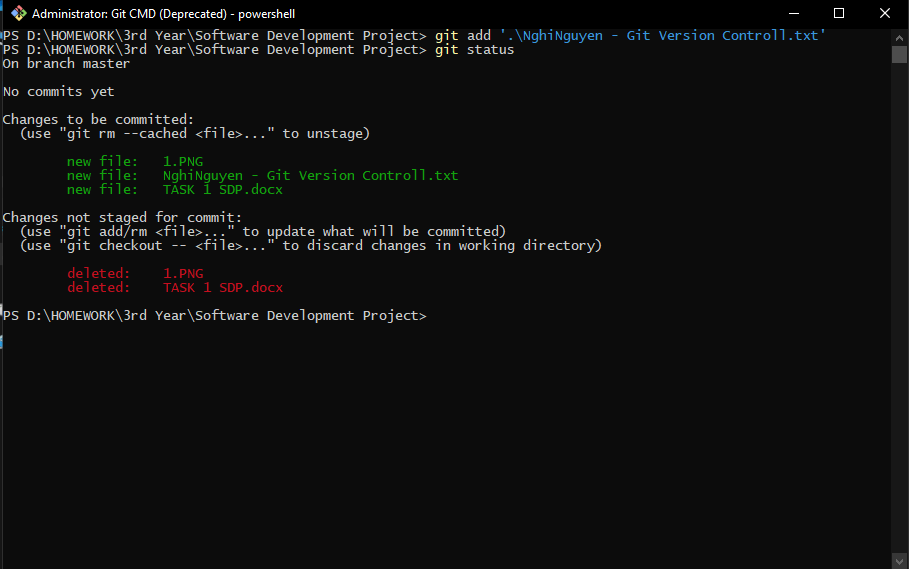 Administrator: Git CMD (Deprecated) - powershell
PS D:\HOMEWORK\3rd Year\Software Development Project> git add '.\NghiNguyen - Git Version Controll.txt'
PS D:\HOMEWORK\3rd Year\Software Development Project> git status
On branch master
No commits yet
Changes to be committed:
(use "git rm --cached <file>..." to unstage)
new file: 1.PNG
new file: NghiNguyen - Git Version Controll.txt
new file: TASK 1 SDP.docx
Changes not staged for commit:
(use "git add/rm <file>..." to update what will be committed)
(use "git checkout -- <file>..." to discard changes in working directory)
deleted: 1.PNG
deleted: TASK 1 SDP.docx
PS D:\HOMEWORK\3rd Year\Software Development Project>